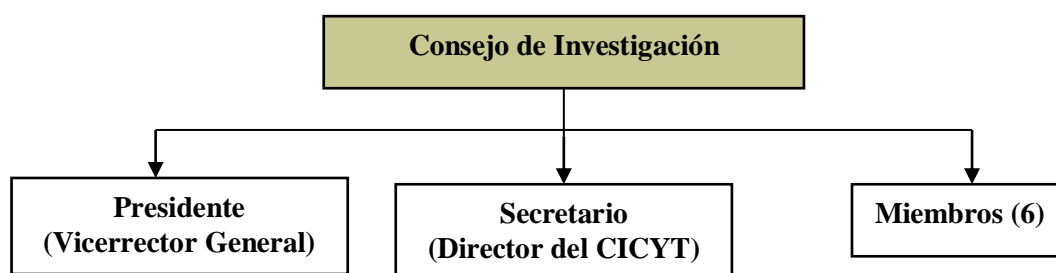 Consejo de Investigación
Presidente
(Vicerrector General)
Secretario
(Director del CICYT)
Miembros (6)